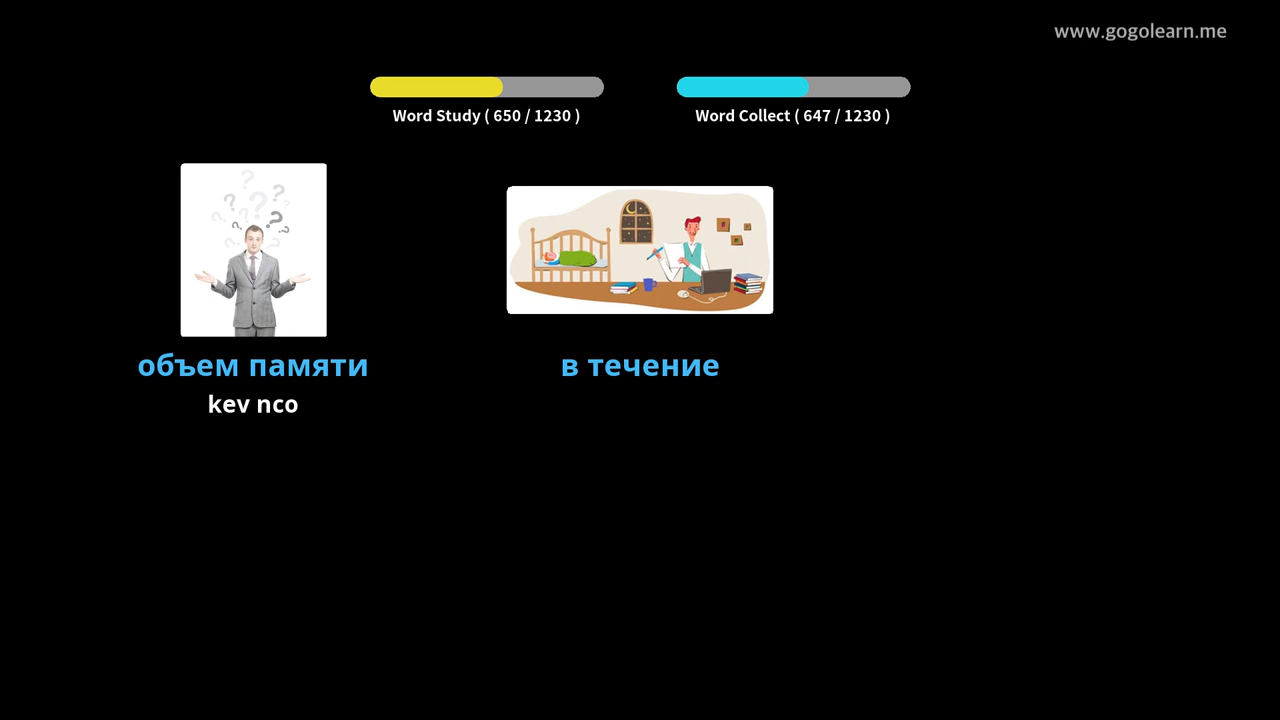 www.gogolearn.me
Word Study ( 650 / 1230 )
Word Collect ( 647 / 1230 )
объем памяти
kev nco
в течение